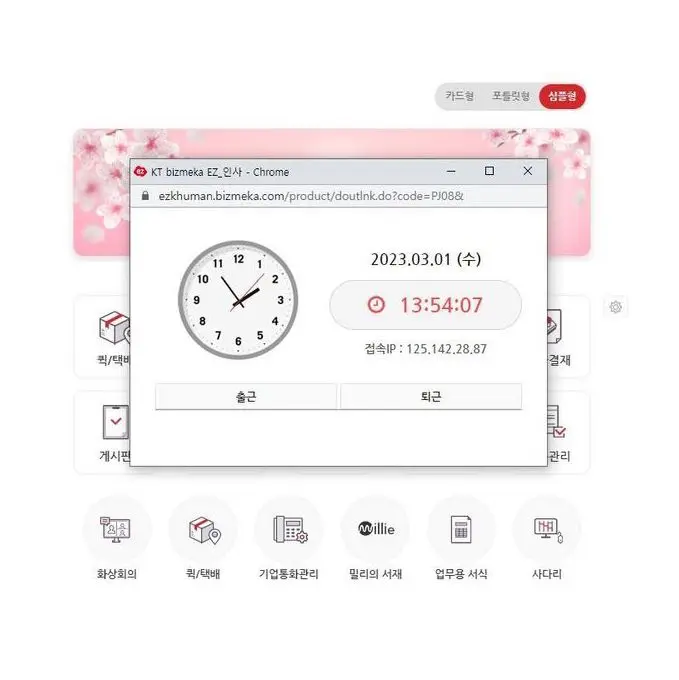 카드형 포틀릿형 심플형
EZ KT bizmeka EZ_인사 - Chrome
ezkhuman.bizmeka.com/product/doutInk.do?code=PJ08&
12
11 1
10 2
9 3
8 4
7 5
6
2023.03.01 (수)
13:54:07
접속IP : 125.142.28.87
출근 퇴근
퀵/택배
결재
게시판
관리
Millie
화상회의 퀵/택배 기업통화관리 밀리의 서재 업무용 서식 사다리